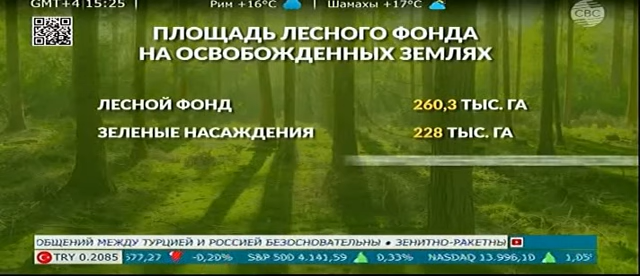 GMT+4 15:25 Рим +16°C Шамахы +17°C CBC
ПЛОЩАДЬ ЛЕСНОГО ФОНДА
НА ОСВОБОЖДЕННЫХ ЗЕМЛЯХ
ЛЕСНОЙ ФОНД 260,3 ТЫС. ГА
ЗЕЛЕНЫЕ НАСАЖДЕНИЯ 228 ТЫС. ГА
ОБЩЕНИЙ МЕЖДУ ТУРЦИЕЙ И РОССИЕЙ БЕЗОСНОВАТЕЛЬНЫ • ЗЕНИТНО-РАКЕТНЫ
TRY 0.2085 577,27 -0,20% S&P 500 4.141,59 0,33% NASDAQ 13.996,10 1,05%